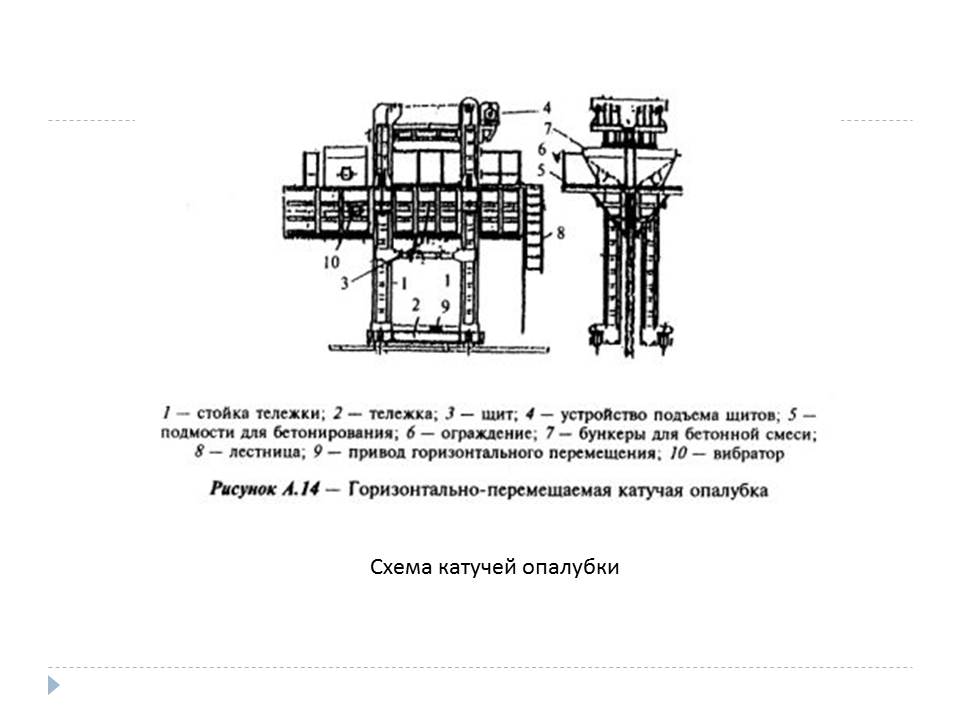 4
7
6
5
8
10
3
1
1
2
9
1 — стойка тележки; 2 — тележка; 3 — щит; 4 — устройство подъема щитов; 5 —
подмости для бетонирования; 6 — ограждение; 7 — бункеры для бетонной смеси;
8 — лестница; 9 — привод горизонтального перемещения; 10 — вибратор
Рисунок А.14 — Горизонтально-перемещаемая катучая опалубка
Схема катучей опалубки